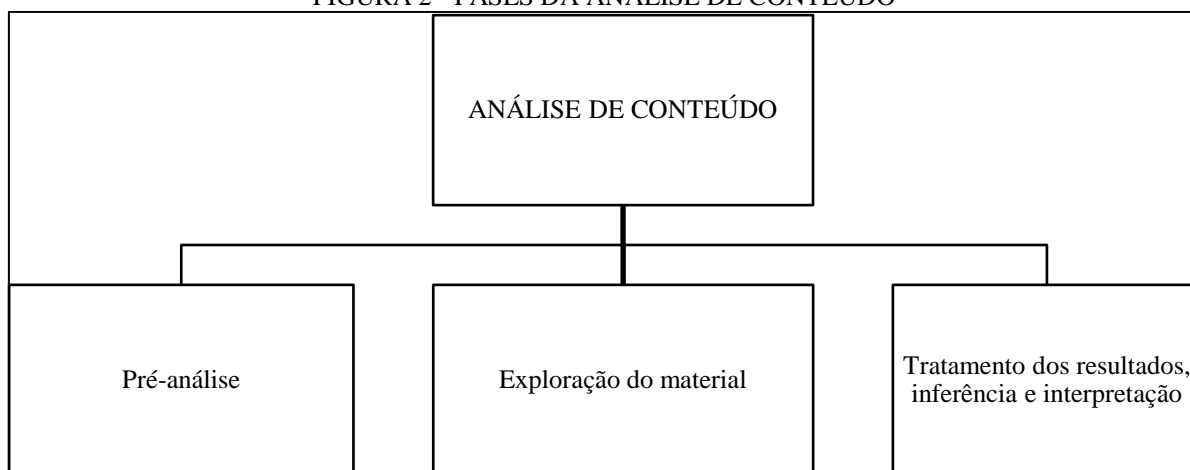 FIGURA 2 - FASES DA ANÁLISE DE CONTEÚDO
ANÁLISE DE CONTEÚDO
Pré-análise
Exploração do material
Tratamento dos resultados,
inferência e interpretação